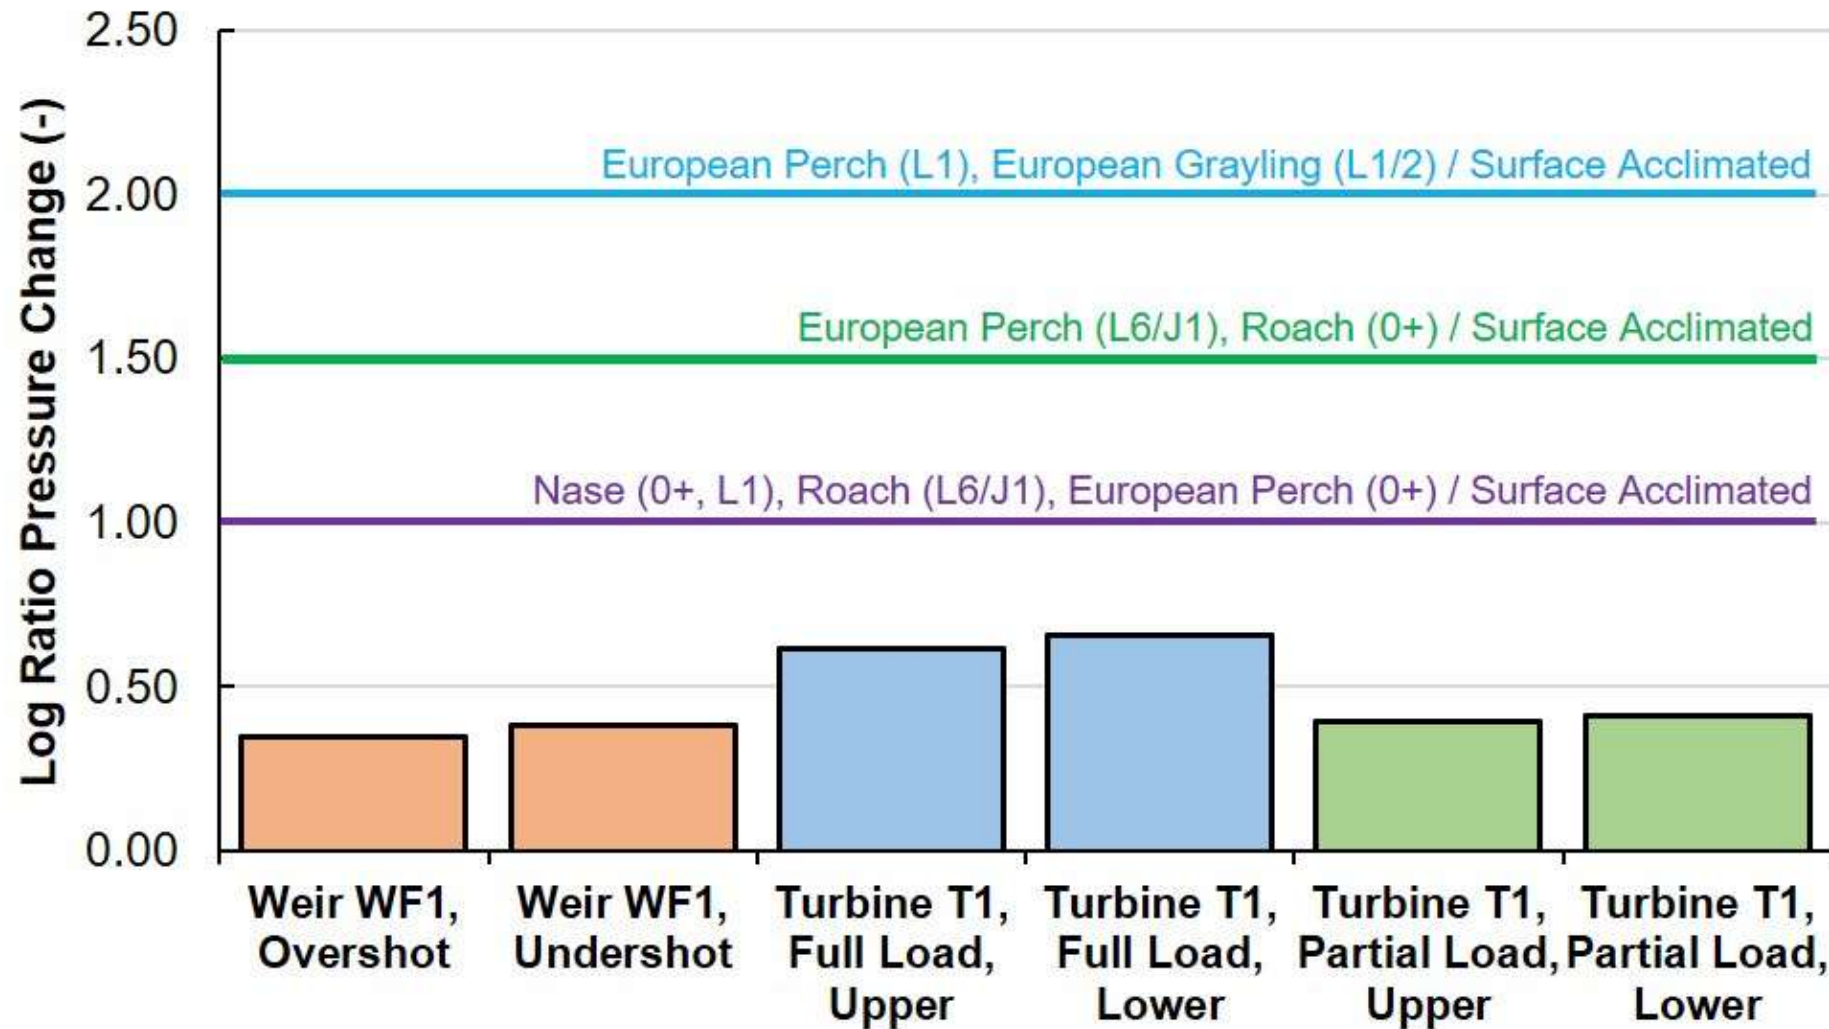 Log Ratio Pressure Change (-)
2.50
2.00
1.50
1.00
0.50
0.00
European Perch (L1), European Grayling (L1/2) / Surface Acclimated
European Perch (L6/J1), Roach (0+) / Surface Acclimated
Nase (0+, L1), Roach (L6/J1), European Perch (0+) / Surface Acclimated
Weir WF1,
Overshot
Weir WF1,
Undershot
Turbine T1,
Full Load,
Upper
Turbine T1,
Full Load,
Lower
Turbine T1,
Partial Load,
Upper
Turbine T1,
Partial Load,
Lower